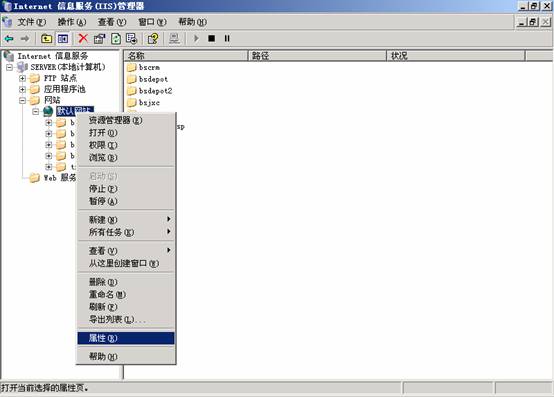 Internet 信息服务(IIS)管理器
文件(F) 操作(A) 查看(V) 窗口(W) 帮助(H)
Internet 信息服务
SERVER(本地计算机)
FTP 站点
应用程序池
网站
默认网站
b
b
b
b
t
Web 服务
名称 路径 状况
bscrm
bsdepot
bsdepot2
bsjxc
sp
资源管理器(E)
打开(O)
权限(E)
浏览(B)
启动(S)
停止(P)
暂停(A)
新建(N)
所有任务(K)
查看(V)
从这里创建窗口(W)
删除(D)
重命名(M)
刷新(F)
导出列表(L)...
属性(R)
帮助(H)
打开当前选择的属性页。